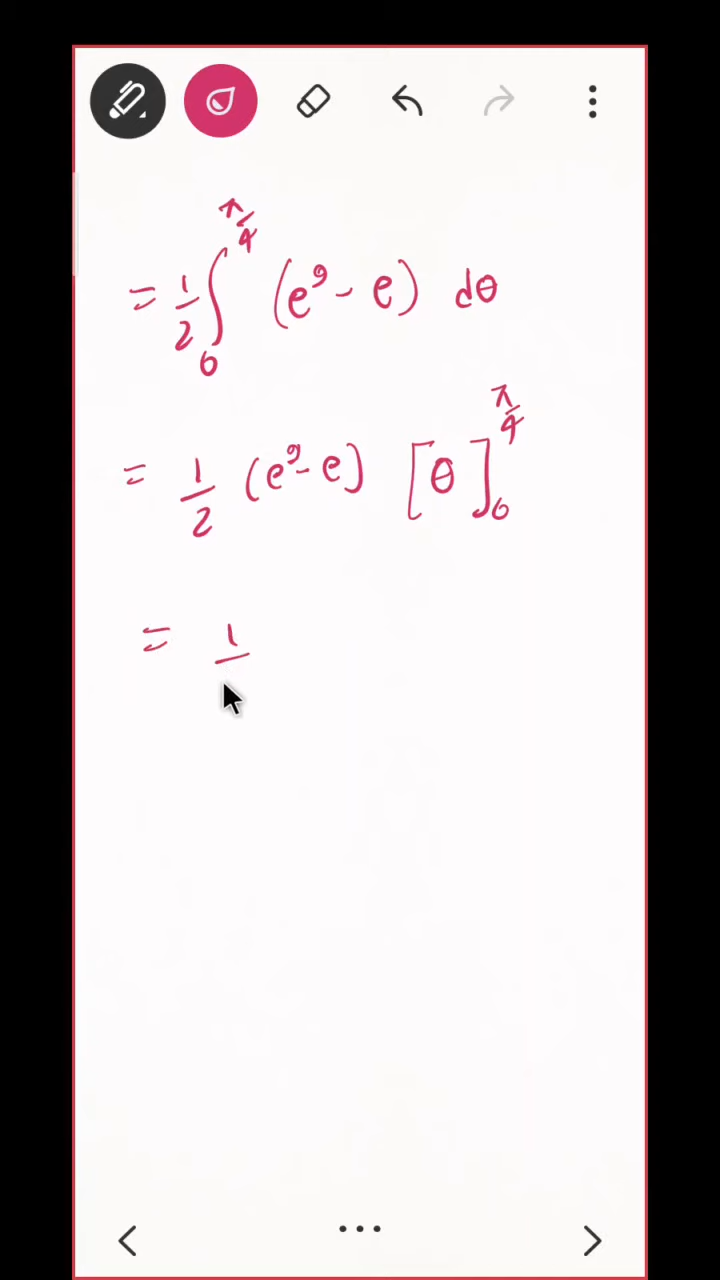 = 1/2 ∫₀^{π/4} (e⁹ - e) dθ
= 1/2 (e⁹ - e) [θ]₀^{π/4}
= 1/